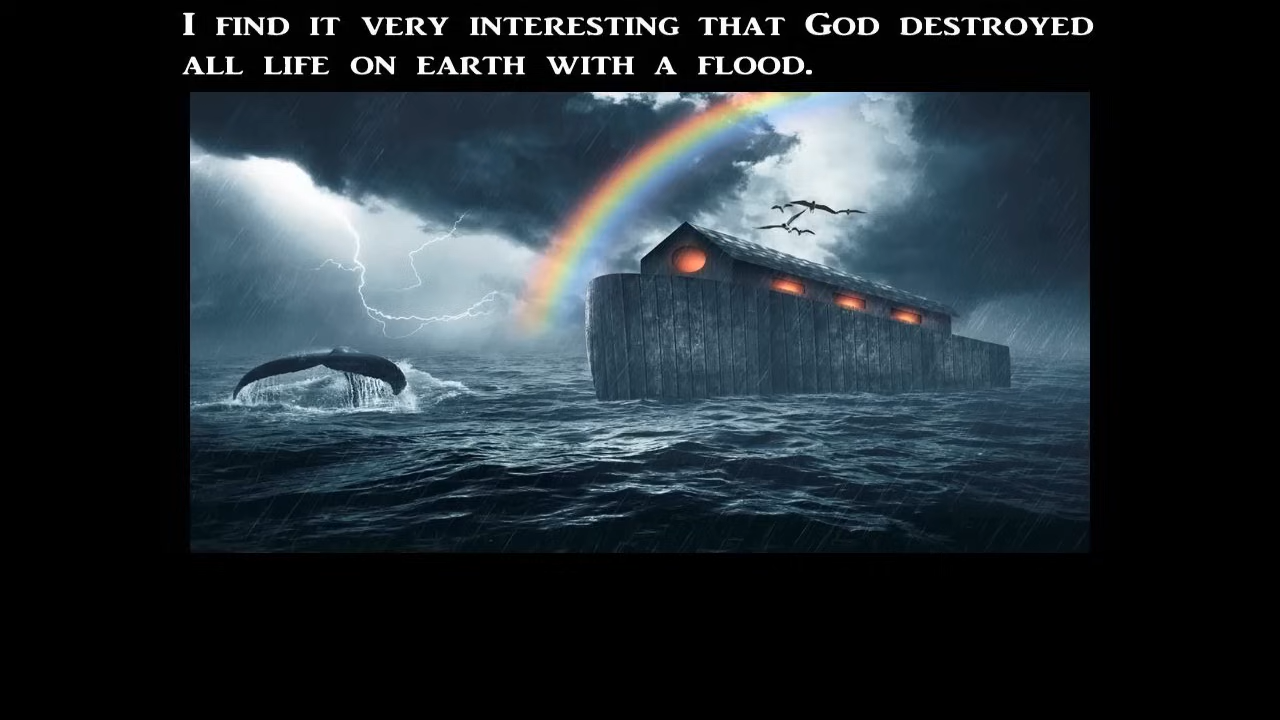 I find it very interesting that God destroyed
all life on earth with a flood.